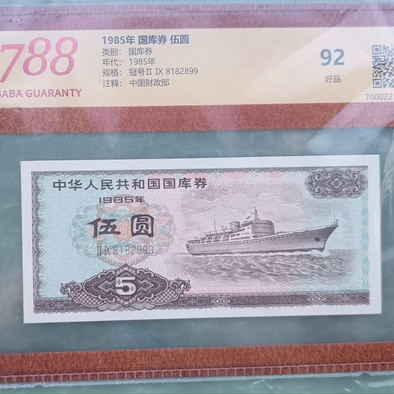 788
BABA GUARANTY
1985年 国库券 伍圆
类别： 国库券
年代： 1985年
规格： 冠号II IX 8182899
注释： 中国财政部
92
好品
700022
中华人民共和国国库券
1985年
伍圆
II IX 8182899
5